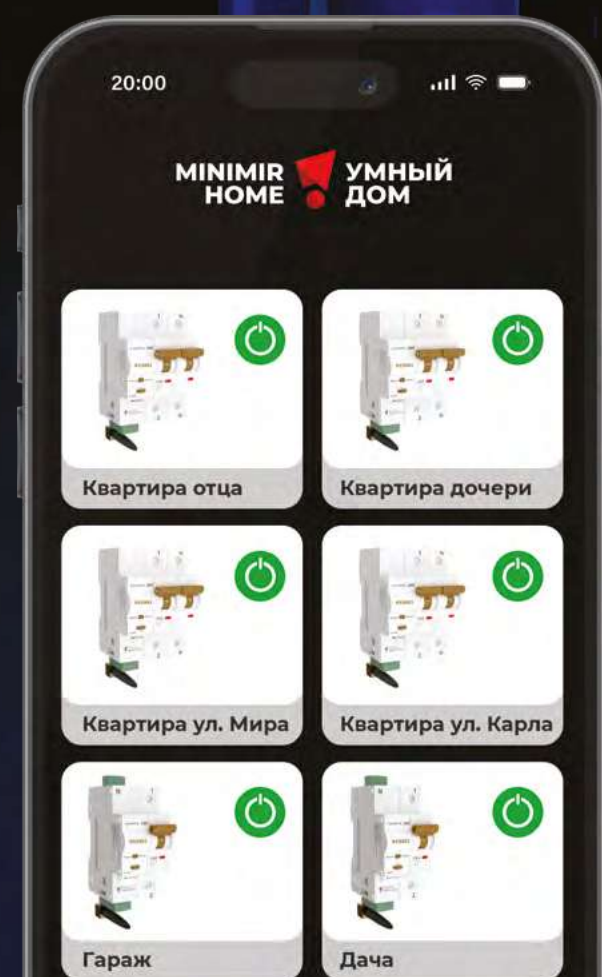 20:00
MINIMIR
HOME
УМНЫЙ
ДОМ
Квартира отца
Квартира дочери
Квартира ул. Мира
Квартира ул. Карла
Гараж
Дача